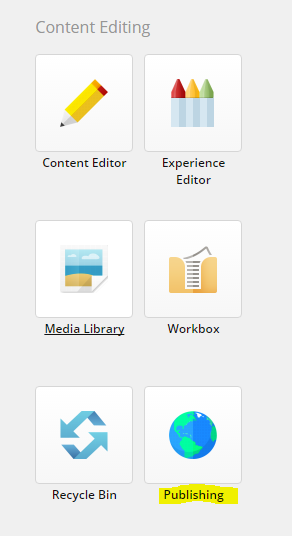 Content Editing
Content Editor
Experience
Editor
Media Library
Workbox
Recycle Bin
Publishing